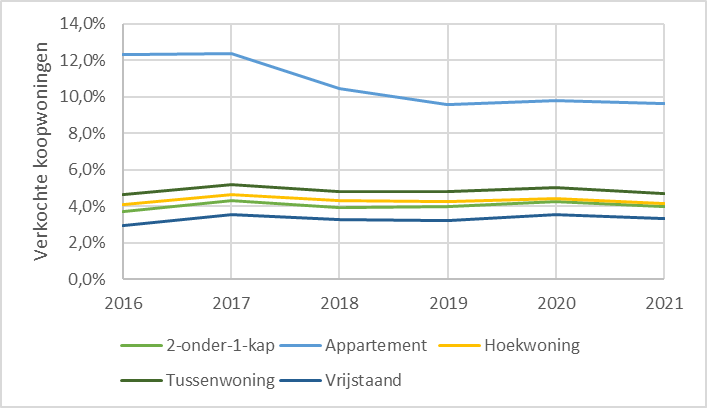 Verkochte koopwoningen
14,0%
12,0%
10,0%
8,0%
6,0%
4,0%
2,0%
0,0%
2016 2017 2018 2019 2020 2021
2-onder-1-kap Appartement Hoekwoning
Tussenwoning Vrijstaand